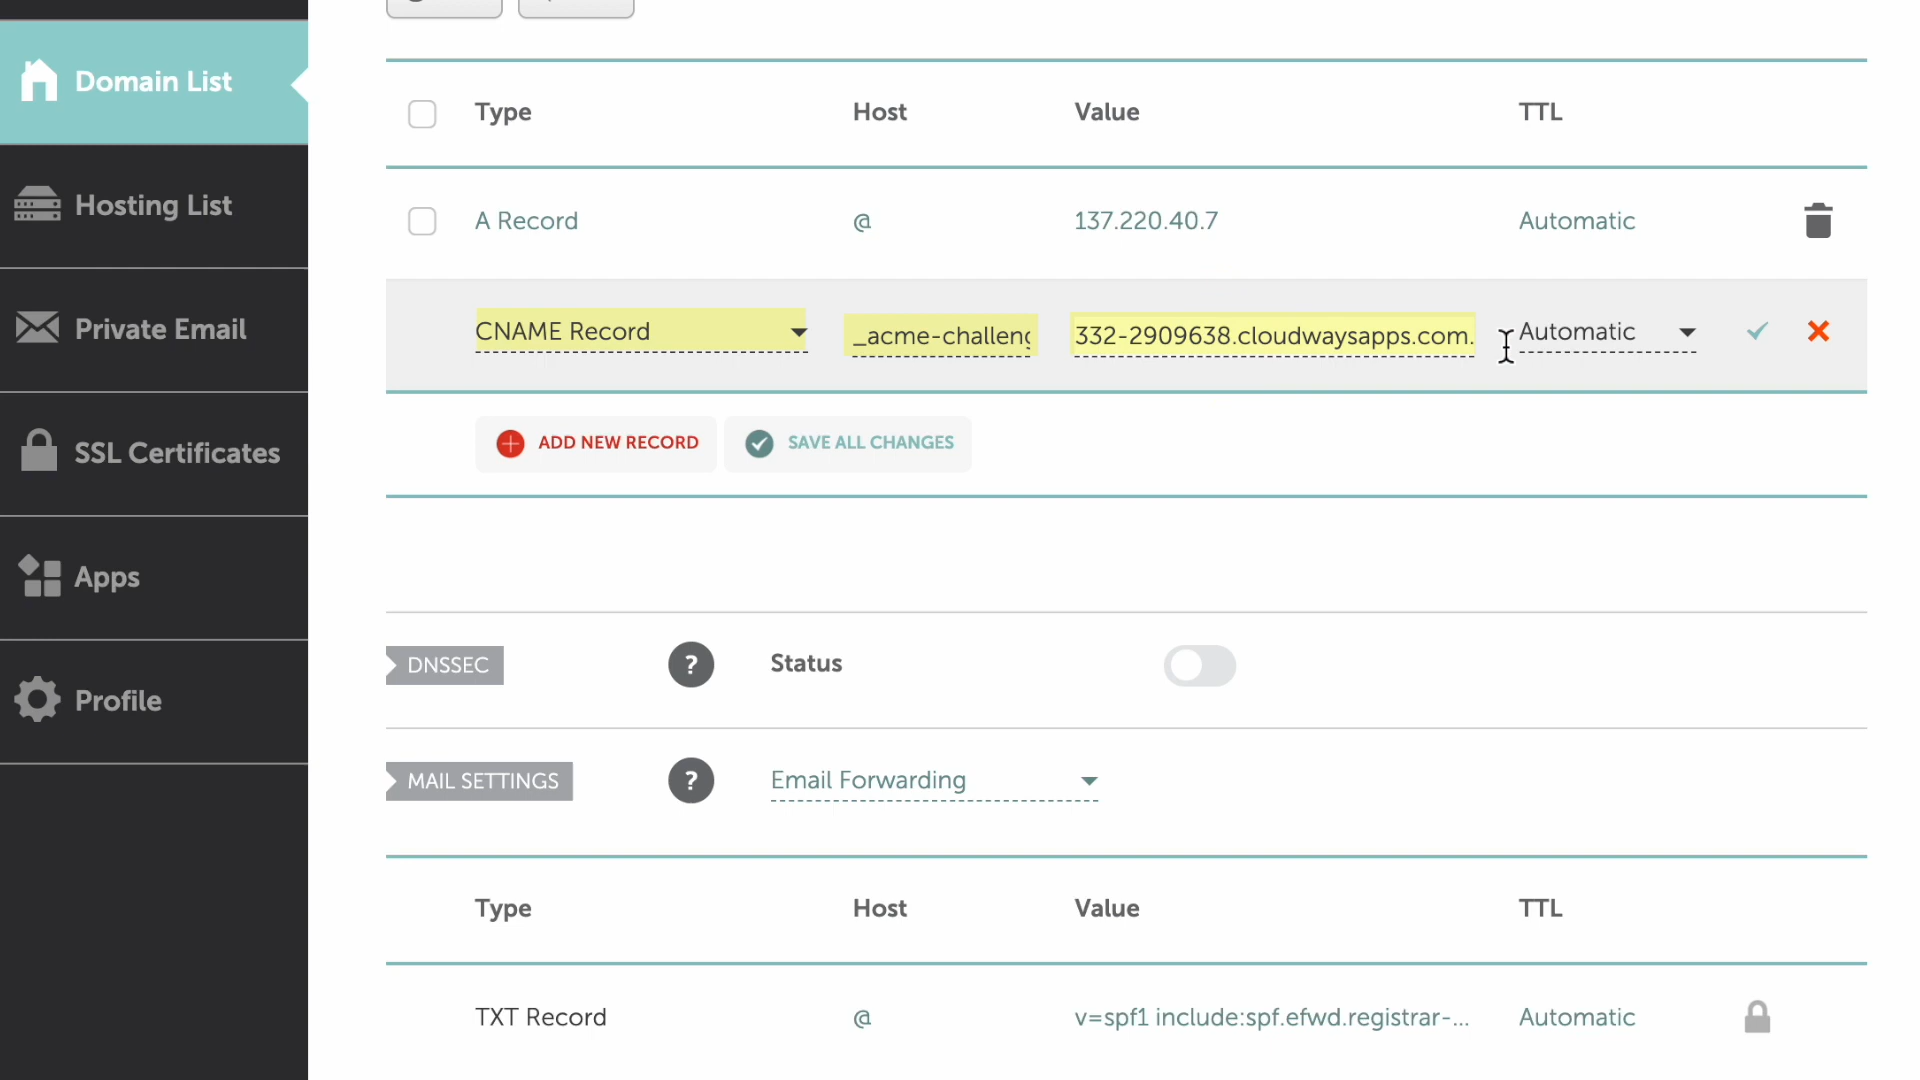 Domain List
Hosting List
Private Email
SSL Certificates
Apps
Profile
Type Host Value TTL
A Record @ 137.220.40.7 Automatic
CNAME Record _acme-challeng 332-2909638.cloudwaysapps.com. Automatic
ADD NEW RECORD SAVE ALL CHANGES
DNSSEC ? Status
MAIL SETTINGS ? Email Forwarding
Type Host Value TTL
TXT Record @ v=spf1 include:spf.efwd.registrar-... Automatic